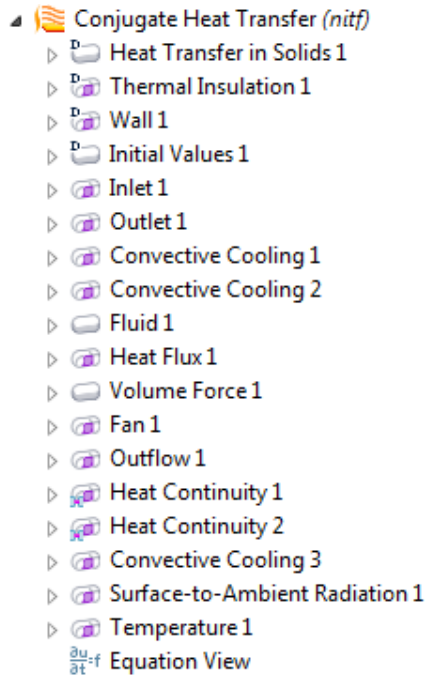 Conjugate Heat Transfer (nitf)
D Heat Transfer in Solids 1
D Thermal Insulation 1
D Wall 1
D Initial Values 1
Inlet 1
Outlet 1
Convective Cooling 1
Convective Cooling 2
Fluid 1
Heat Flux 1
Volume Force 1
Fan 1
Outflow 1
Heat Continuity 1
Heat Continuity 2
Convective Cooling 3
Surface-to-Ambient Radiation 1
Temperature 1
∂u/∂t=f Equation View